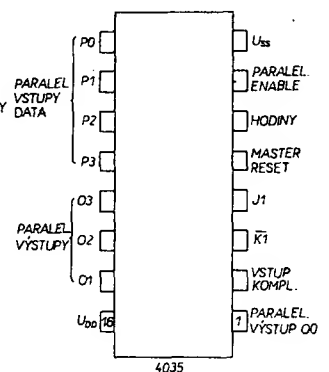 P0
P1
P2
P3
PARALEL
VSTUPY
DATA
Y
O3
O2
O1
PARALEL
VÝSTUPY
U_DD 16
U_SS
PARALEL.
ENABLE
HODINY
MASTER
RESET
J1
K̅1̅
VSTUP
KOMPL.
1 PARALEL.
VÝSTUP O0
4035